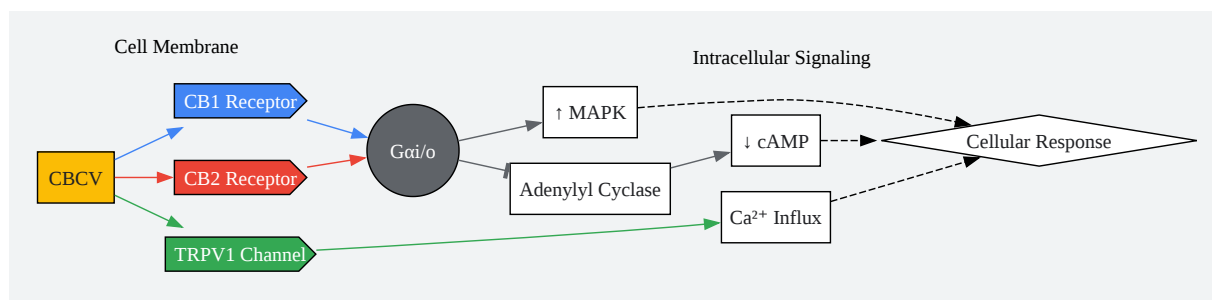 Cell Membrane
Intracellular Signaling
CB1 Receptor
↑ MAPK
CBCV
CB2 Receptor
Gαi/o
Adenylyl Cyclase
↓ cAMP
Cellular Response
Ca²⁺ Influx
TRPV1 Channel